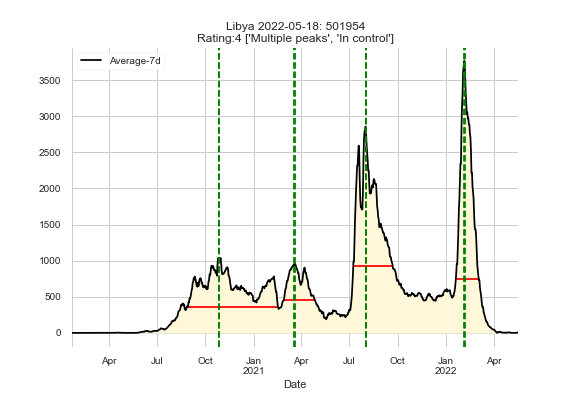 Libya 2022-05-18: 501954
Rating:4 ['Multiple peaks', 'In control']
Average-7d
3500
3000
2500
2000
1500
1000
500
0
Apr Jul Oct Jan Apr Jul Oct Jan Apr
2021 2022
Date